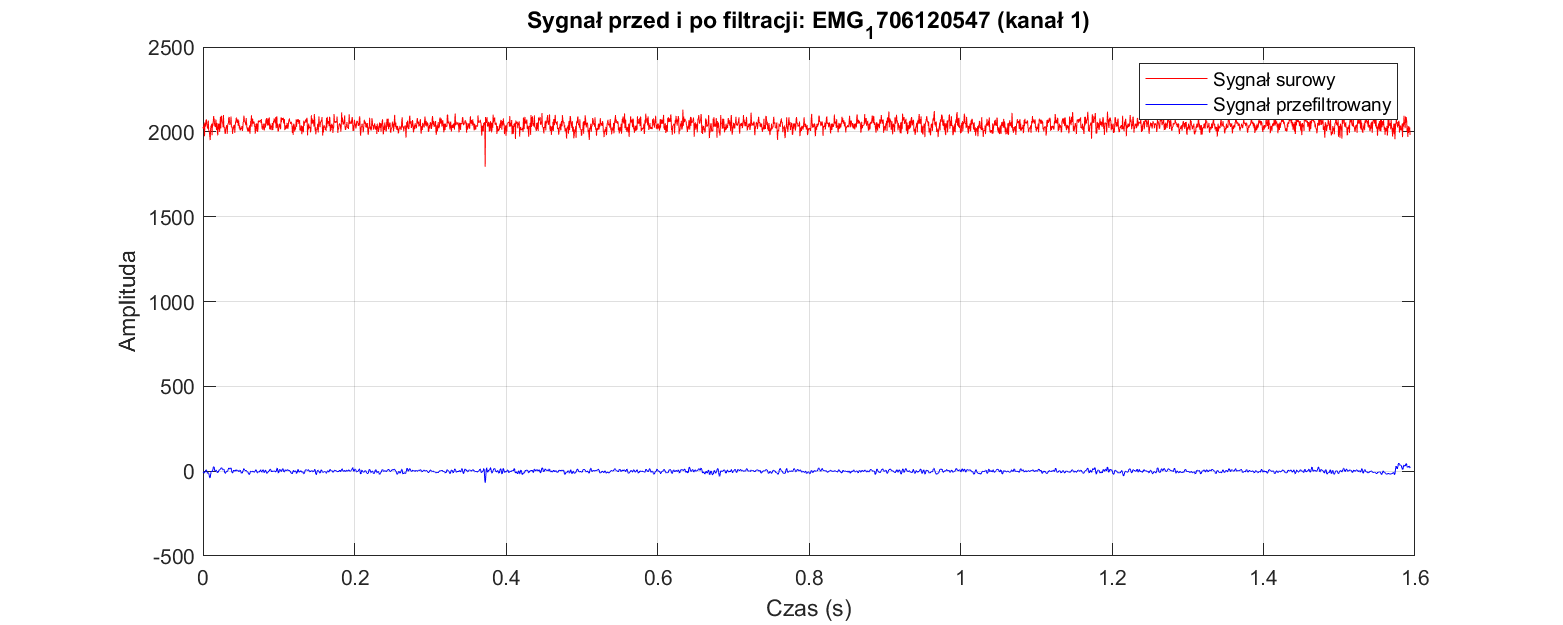 Sygnał przed i po filtracji: EMG₁706120547 (kanał 1)
2500
2000
1500
1000
500
0
-500
Amplituda
Sygnał surowy
Sygnał przefiltrowany
0 0.2 0.4 0.6 0.8 1 1.2 1.4 1.6
Czas (s)